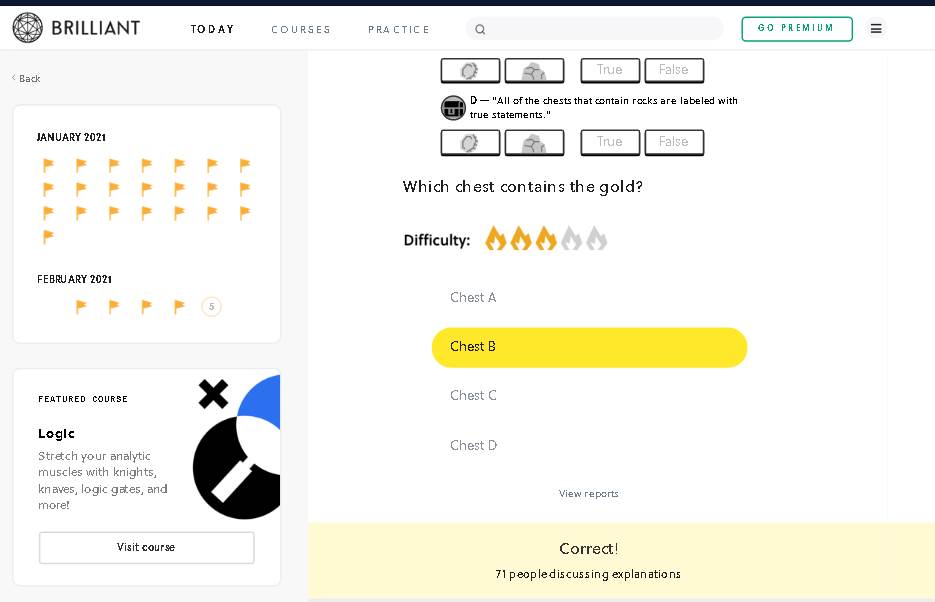 BRILLIANT
TODAY
COURSES
PRACTICE
GO PREMIUM
Back
JANUARY 2021
FEBRUARY 2021
5
FEATURED COURSE
Logic
Stretch your analytic
muscles with knights,
knaves, logic gates, and
more!
Visit course
True
False
D — "All of the chests that contain rocks are labeled with
true statements."
True
False
Which chest contains the gold?
Difficulty:
Chest A
Chest B
Chest C
Chest D
View reports
Correct!
71 people discussing explanations